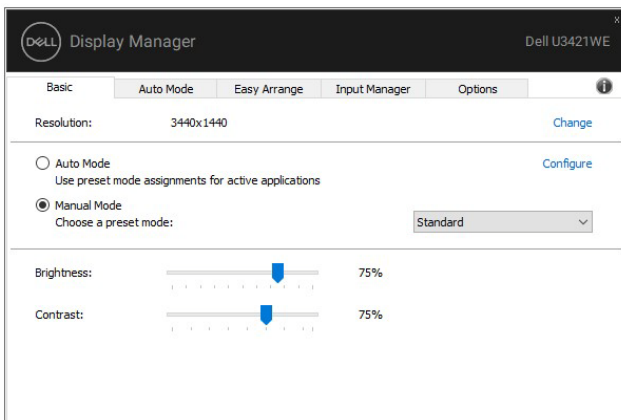 x
DELL Display Manager Dell U3421WE
Basic Auto Mode Easy Arrange Input Manager Options i
Resolution: 3440x1440 Change
Auto Mode Configure
Use preset mode assignments for active applications
Manual Mode
Choose a preset mode: Standard
Brightness: 75%
Contrast: 75%